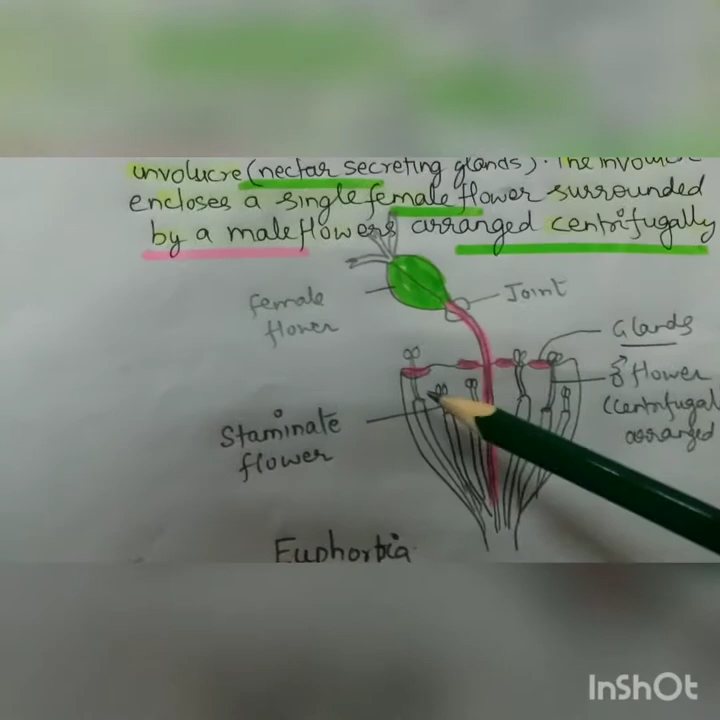 involucre (nectar secreting glands). The involucre
encloses a single female flower surrounded
by a male flowers arranged centrifugally
female
flower
Joint
Glands
♂ flower
(centrifugal
arranged
Staminate
flower
Euphorbia
InShOt